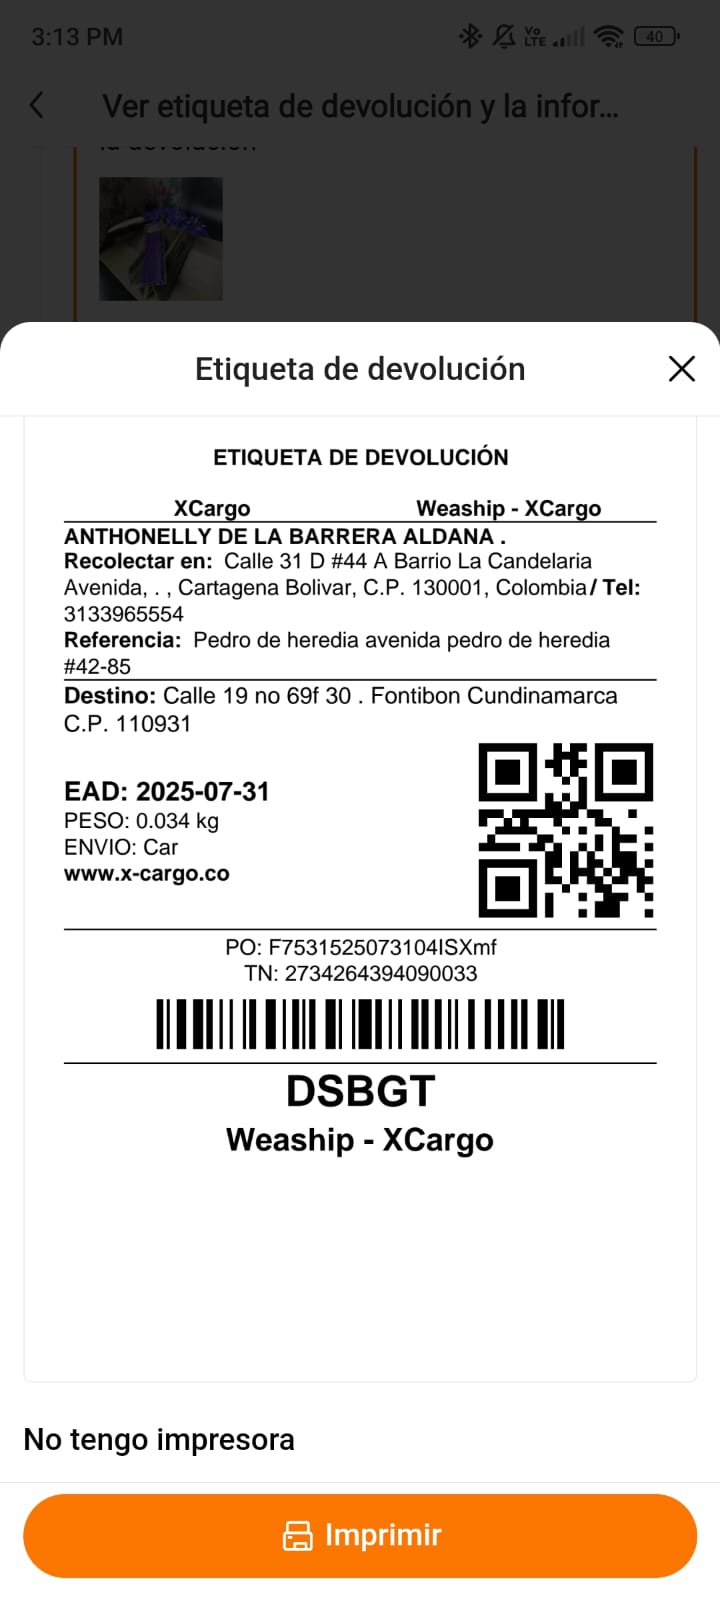 3:13 PM
Vo LTE
40
Ver etiqueta de devolución y la infor...
la devolución
Etiqueta de devolución
ETIQUETA DE DEVOLUCIÓN
XCargo Weaship - XCargo
ANTHONELLY DE LA BARRERA ALDANA .
Recolectar en: Calle 31 D #44 A Barrio La Candelaria
Avenida, . , Cartagena Bolivar, C.P. 130001, Colombia/ Tel:
3133965554
Referencia: Pedro de heredia avenida pedro de heredia
#42-85
Destino: Calle 19 no 69f 30 . Fontibon Cundinamarca
C.P. 110931
EAD: 2025-07-31
PESO: 0.034 kg
ENVIO: Car
www.x-cargo.co
PO: F7531525073104ISXmf
TN: 2734264394090033
DSBGT
Weaship - XCargo
No tengo impresora
Imprimir